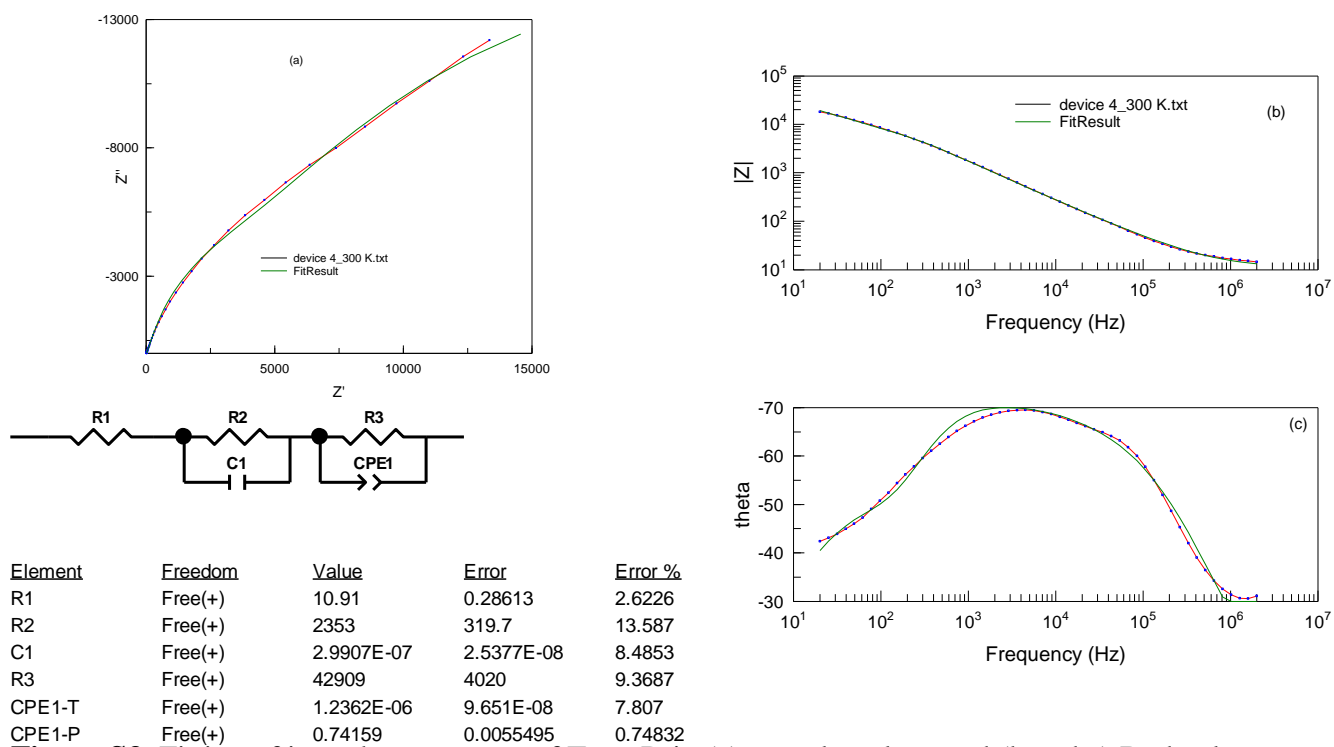 -13000
(a)
-8000
Z''
-3000
device 4_300 K.txt
FitResult
0 5000 10000 15000
Z'
10^5
10^4
10^3
10^2
10^1
|Z|
device 4_300 K.txt
FitResult
(b)
10^1 10^2 10^3 10^4 10^5 10^6 10^7
Frequency (Hz)
R1 R2 R3
C1 CPE1
-70
-60
-50
-40
-30
theta
(c)
10^1 10^2 10^3 10^4 10^5 10^6 10^7
Frequency (Hz)
Element Freedom Value Error Error %
R1 Free(+) 10.91 0.28613 2.6226
R2 Free(+) 2353 319.7 13.587
C1 Free(+) 2.9907E-07 2.5377E-08 8.4853
R3 Free(+) 42909 4020 9.3687
CPE1-T Free(+) 1.2362E-06 9.651E-08 7.807
CPE1-P Free(+) 0.74159 0.0055495 0.74832